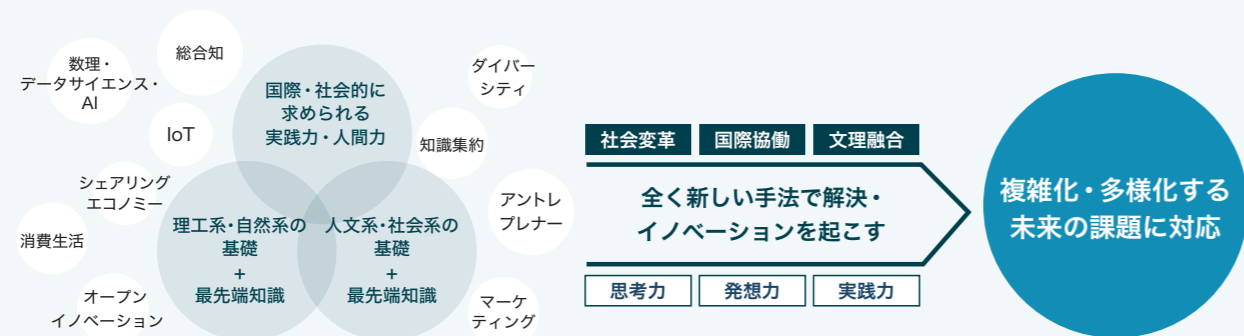 総合知
数理・
データサイエンス・
AI
IoT
シェアリング
エコノミー
消費生活
オープン
イノベーション
国際・社会的に
求められる
実践力・人間力
理工系・自然系の
基礎
+
最先端知識
人文系・社会系の
基礎
+
最先端知識
ダイバー
シティ
知識集約
アントレ
プレナー
マーケ
ティング
社会変革
国際協働
文理融合
全く新しい手法で解決・
イノベーションを起こす
思考力
発想力
実践力
複雑化・多様化する
未来の課題に対応